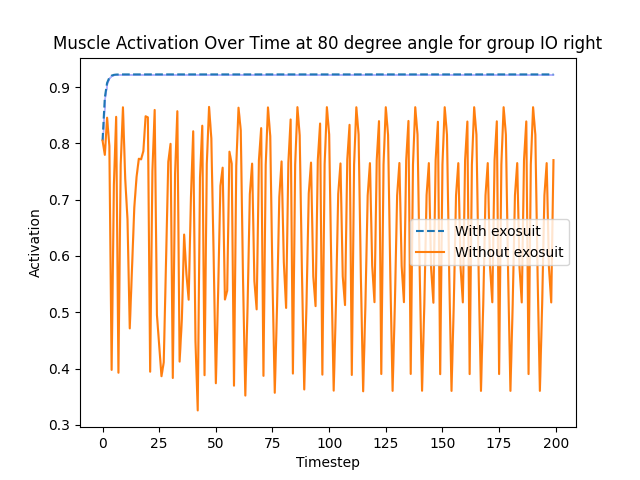 Muscle Activation Over Time at 80 degree angle for group IO right
Activation
0.9
0.8
0.7
0.6
0.5
0.4
0.3
With exosuit
Without exosuit
0 25 50 75 100 125 150 175 200
Timestep